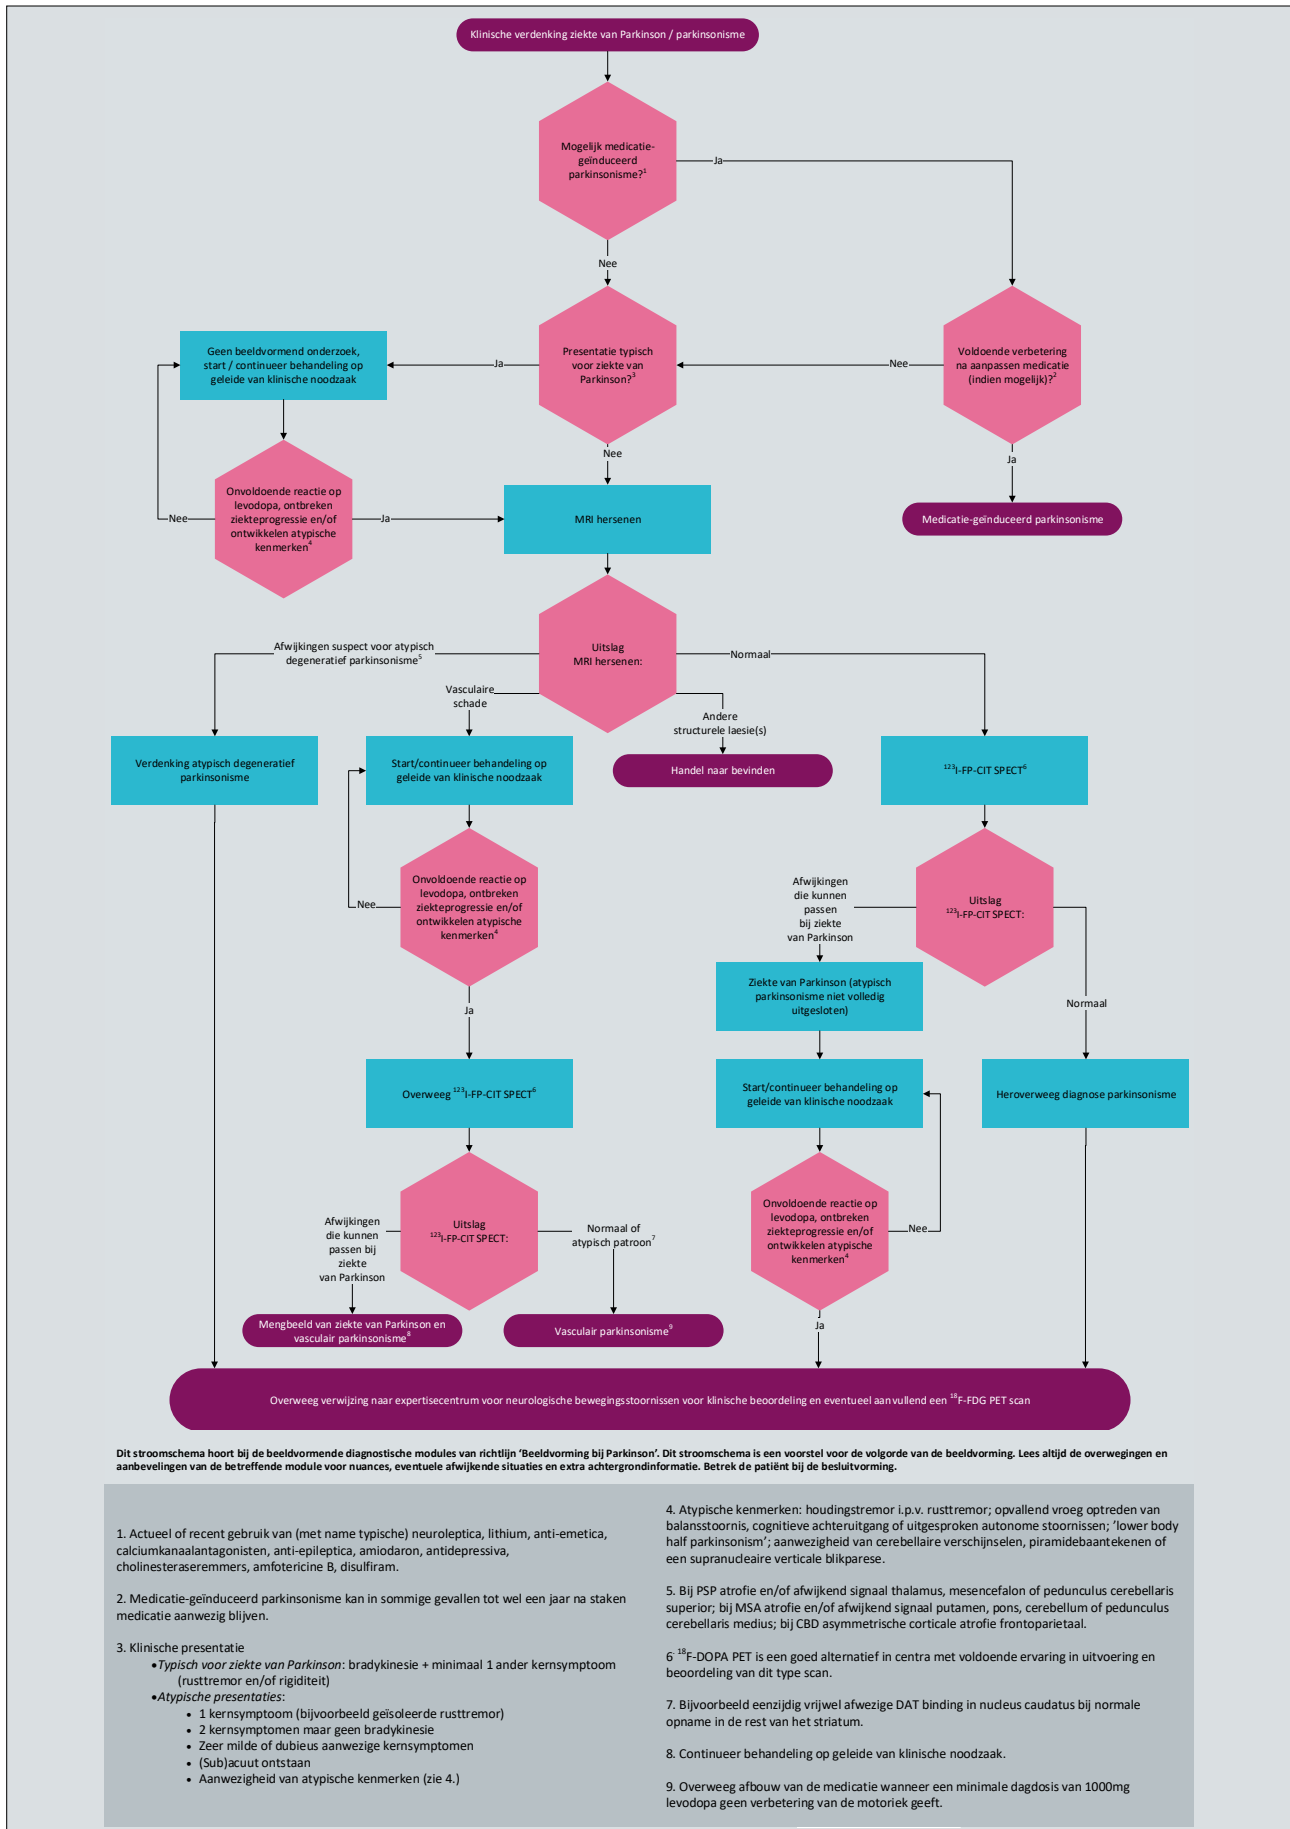 Klinische verdenking ziekte van Parkinson / parkinsonisme
Mogelijk medicatie-
geïnduceerd
parkinsonisme?1
Ja
Nee
Geen beeldvormend onderzoek,
start / continueer behandeling op
geleide van klinische noodzaak
Ja
Presentatie typisch
voor ziekte van
Parkinson?3
Nee
Voldoende verbetering
na aanpassen medicatie
(indien mogelijk)?2
Nee
Ja
Onvoldoende reactie op
levodopa, ontbreken
ziekteprogressie en/of
ontwikkelen atypische
kenmerken4
Nee
Ja
MRI hersenen
Medicatie-geïnduceerd parkinsonisme
Uitslag
MRI hersenen:
Afwijkingen suspect voor atypisch
degeneratief parkinsonisme5
Normaal
Vasculaire
schade
Andere
structurele laesie(s)
Verdenking atypisch degeneratief
parkinsonisme
Start/continueer behandeling op
geleide van klinische noodzaak
Handel naar bevinden
123I-FP-CIT SPECT6
Onvoldoende reactie op
levodopa, ontbreken
ziekteprogressie en/of
ontwikkelen atypische
kenmerken4
Nee
Ja
Afwijkingen
die kunnen
passen
bij ziekte
van Parkinson
Uitslag
123I-FP-CIT SPECT:
Normaal
Ziekte van Parkinson (atypisch
parkinsonisme niet volledig
uitgesloten)
Overweeg 123I-FP-CIT SPECT6
Start/continueer behandeling op
geleide van klinische noodzaak
Heroverweeg diagnose parkinsonisme
Afwijkingen
die kunnen
passen bij
ziekte
van Parkinson
Uitslag
123I-FP-CIT SPECT:
Normaal of
atypisch patroon7
Onvoldoende reactie op
levodopa, ontbreken
ziekteprogressie en/of
ontwikkelen atypische
kenmerken4
Nee
Ja
Mengbeeld van ziekte van Parkinson en
vasculair parkinsonisme8
Vasculair parkinsonisme9
Overweeg verwijzing naar expertisecentrum voor neurologische bewegingsstoornissen voor klinische beoordeling en eventueel aanvullend een 18F-FDG PET scan
Dit stroomschema hoort bij de beeldvormende diagnostische modules van richtlijn ‘Beeldvorming bij Parkinson’. Dit stroomschema is een voorstel voor de volgorde van de beeldvorming. Lees altijd de overwegingen en
aanbevelingen van de betreffende module voor nuances, eventuele afwijkende situaties en extra achtergrondinformatie. Betrek de patiënt bij de besluitvorming.
1. Actueel of recent gebruik van (met name typische) neuroleptica, lithium, anti-emetica,
calciumkanaalantagonisten, anti-epileptica, amiodaron, antidepressiva,
cholinesteraseremmers, amfotericine B, disulfiram.
2. Medicatie-geïnduceerd parkinsonisme kan in sommige gevallen tot wel een jaar na staken
medicatie aanwezig blijven.
3. Klinische presentatie
• Typisch voor ziekte van Parkinson: bradykinesie + minimaal 1 ander kernsymptoom
(rusttremor en/of rigiditeit)
• Atypische presentaties:
• 1 kernsymptoom (bijvoorbeeld geïsoleerde rusttremor)
• 2 kernsymptomen maar geen bradykinesie
• Zeer milde of dubieus aanwezige kernsymptomen
• (Sub)acuut ontstaan
• Aanwezigheid van atypische kenmerken (zie 4.)
4. Atypische kenmerken: houdingstremor i.p.v. rusttremor; opvallend vroeg optreden van
balansstoornis, cognitieve achteruitgang of uitgesproken autonome stoornissen; ‘lower body
half parkinsonism’; aanwezigheid van cerebellaire verschijnselen, piramidebaantekenen of
een supranucleaire verticale blikparese.
5. Bij PSP atrofie en/of afwijkend signaal thalamus, mesencefalon of pedunculus cerebellaris
superior; bij MSA atrofie en/of afwijkend signaal putamen, pons, cerebellum of pedunculus
cerebellaris medius; bij CBD asymmetrische corticale atrofie frontoparietaal.
6. 18F-DOPA PET is een goed alternatief in centra met voldoende ervaring in uitvoering en
beoordeling van dit type scan.
7. Bijvoorbeeld eenzijdig vrijwel afwezige DAT binding in nucleus caudatus bij normale
opname in de rest van het striatum.
8. Continueer behandeling op geleide van klinische noodzaak.
9. Overweeg afbouw van de medicatie wanneer een minimale dagdosis van 1000mg
levodopa geen verbetering van de motoriek geeft.